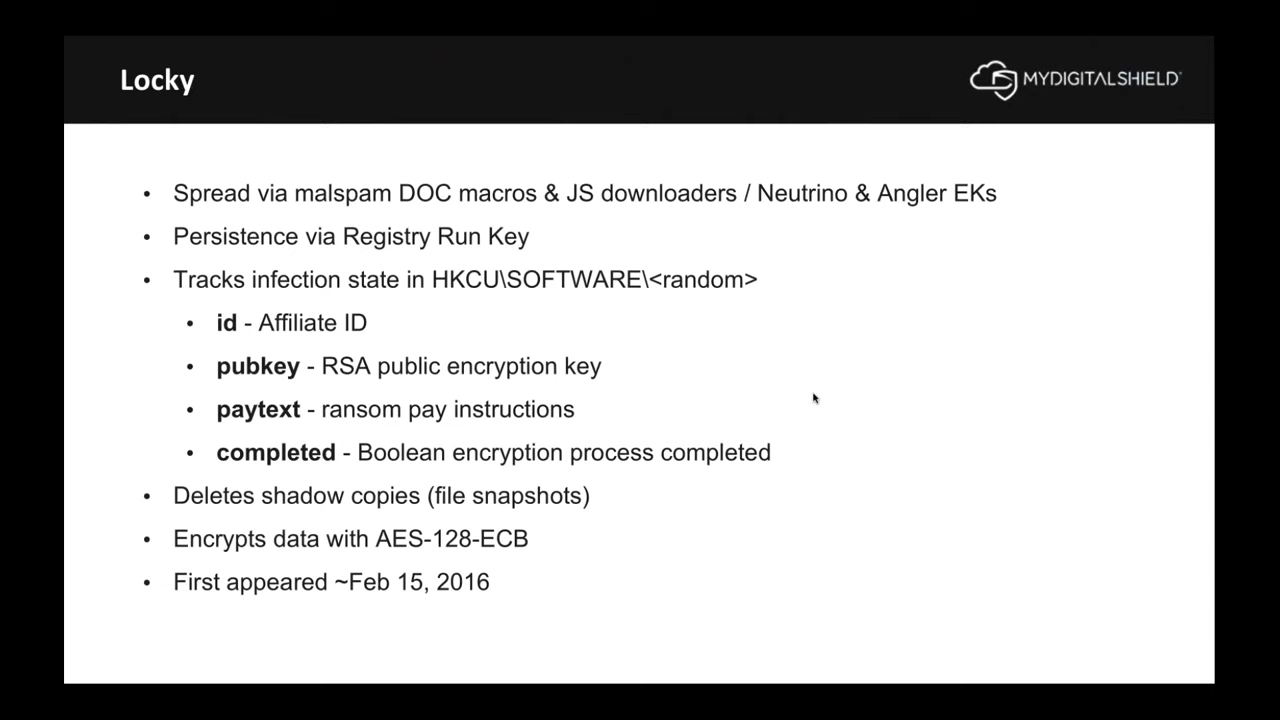 Locky
MYDIGITALSHIELD
• Spread via malspam DOC macros & JS downloaders / Neutrino & Angler EKs
• Persistence via Registry Run Key
• Tracks infection state in HKCU\SOFTWARE\<random>
• id - Affiliate ID
• pubkey - RSA public encryption key
• paytext - ransom pay instructions
• completed - Boolean encryption process completed
• Deletes shadow copies (file snapshots)
• Encrypts data with AES-128-ECB
• First appeared ~Feb 15, 2016